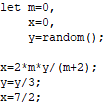 let m=0,
x=0,
y=random();
x=2*m*y/(m+2);
y=y/3;
x=7/2;